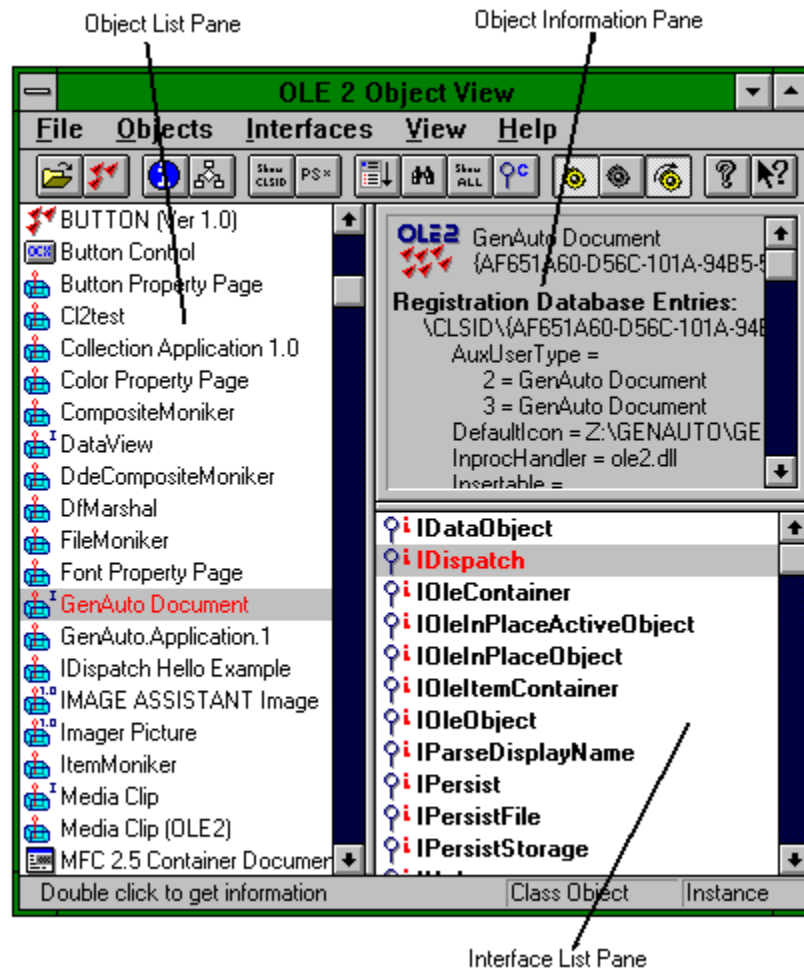 Object List Pane
Object Information Pane
OLE 2 Object View
File Objects Interfaces View Help
Show CLSID
PS*
Show ALL
C
?
?
BUTTON (Ver 1.0)
OCX Button Control
Button Property Page
Cl2test
Collection Application 1.0
Color Property Page
CompositeMoniker
I DataView
DdeCompositeMoniker
DfMarshal
FileMoniker
Font Property Page
I GenAuto Document
GenAuto.Application.1
IDispatch Hello Example
1.0 IMAGE ASSISTANT Image
1.0 Imager Picture
ItemMoniker
I Media Clip
Media Clip (OLE2)
MFC 2.5 Container Documen
OLE2 GenAuto Document
{AF651A60-D56C-101A-94B5-5
Registration Database Entries:
\CLSID\{AF651A60-D56C-101A-94B
AuxUserType =
2 = GenAuto Document
3 = GenAuto Document
DefaultIcon = Z:\GENAUTO\GE
InprocHandler = ole2.dll
Insertable =
IDataObject
IDispatch
IOleContainer
IOleInPlaceActiveObject
IOleInPlaceObject
IOleItemContainer
IOleObject
IParseDisplayName
IPersist
IPersistFile
IPersistStorage
Double click to get information
Class Object
Instance
Interface List Pane